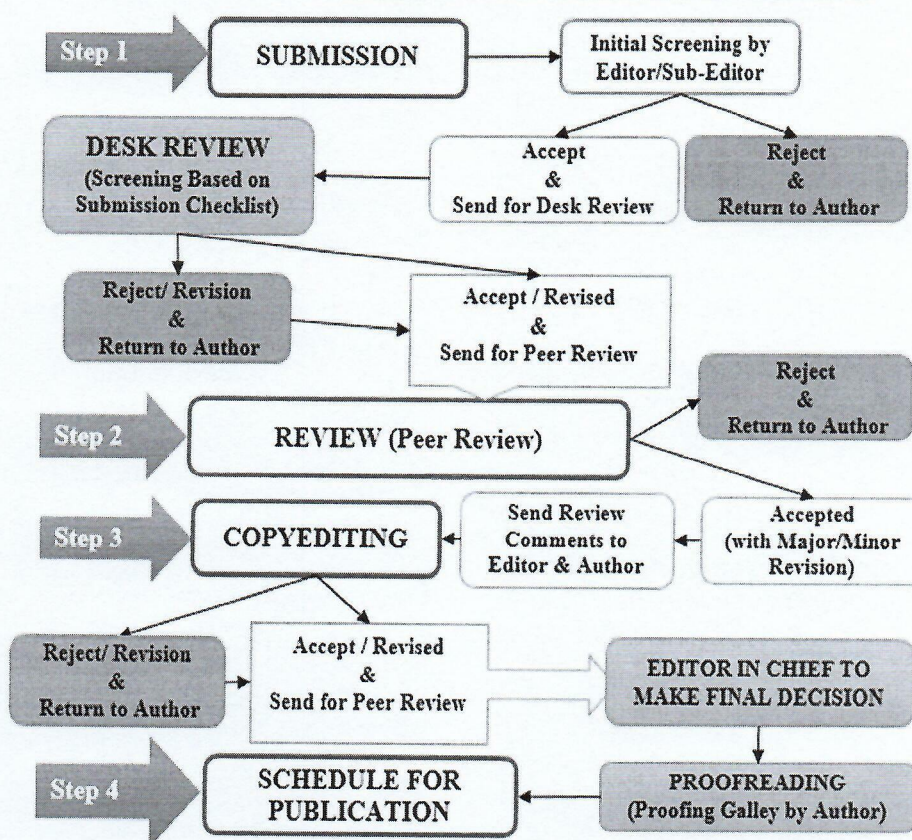 Step 1
SUBMISSION
Initial Screening by
Editor/Sub-Editor
DESK REVIEW
(Screening Based on
Submission Checklist)
Accept
&
Send for Desk Review
Reject
&
Return to Author
Reject/ Revision
&
Return to Author
Accept / Revised
&
Send for Peer Review
Reject
&
Return to Author
Step 2
REVIEW (Peer Review)
Step 3
COPYEDITING
Send Review
Comments to
Editor & Author
Accepted
(with Major/Minor
Revision)
Reject/ Revision
&
Return to Author
Accept / Revised
&
Send for Peer Review
EDITOR IN CHIEF TO
MAKE FINAL DECISION
Step 4
SCHEDULE FOR
PUBLICATION
PROOFREADING
(Proofing Galley by Author)